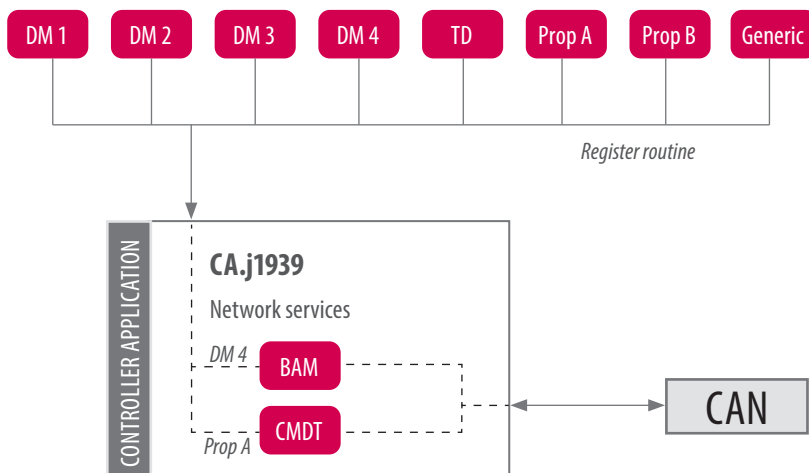 DM 1
DM 2
DM 3
DM 4
TD
Prop A
Prop B
Generic
Register routine
CONTROLLER APPLICATION
CA.j1939
Network services
DM 4
BAM
Prop A
CMDT
CAN